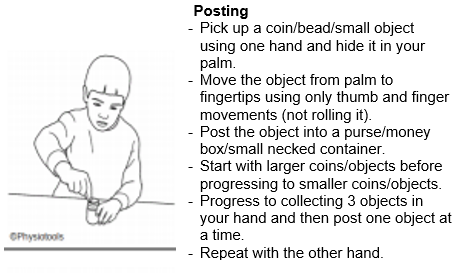 Posting
- Pick up a coin/bead/small object
using one hand and hide it in your
palm.
- Move the object from palm to
fingertips using only thumb and finger
movements (not rolling it).
- Post the object into a purse/money
box/small necked container.
- Start with larger coins/objects before
progressing to smaller coins/objects.
- Progress to collecting 3 objects in
your hand and then post one object at
a time.
- Repeat with the other hand.
©Physiotools